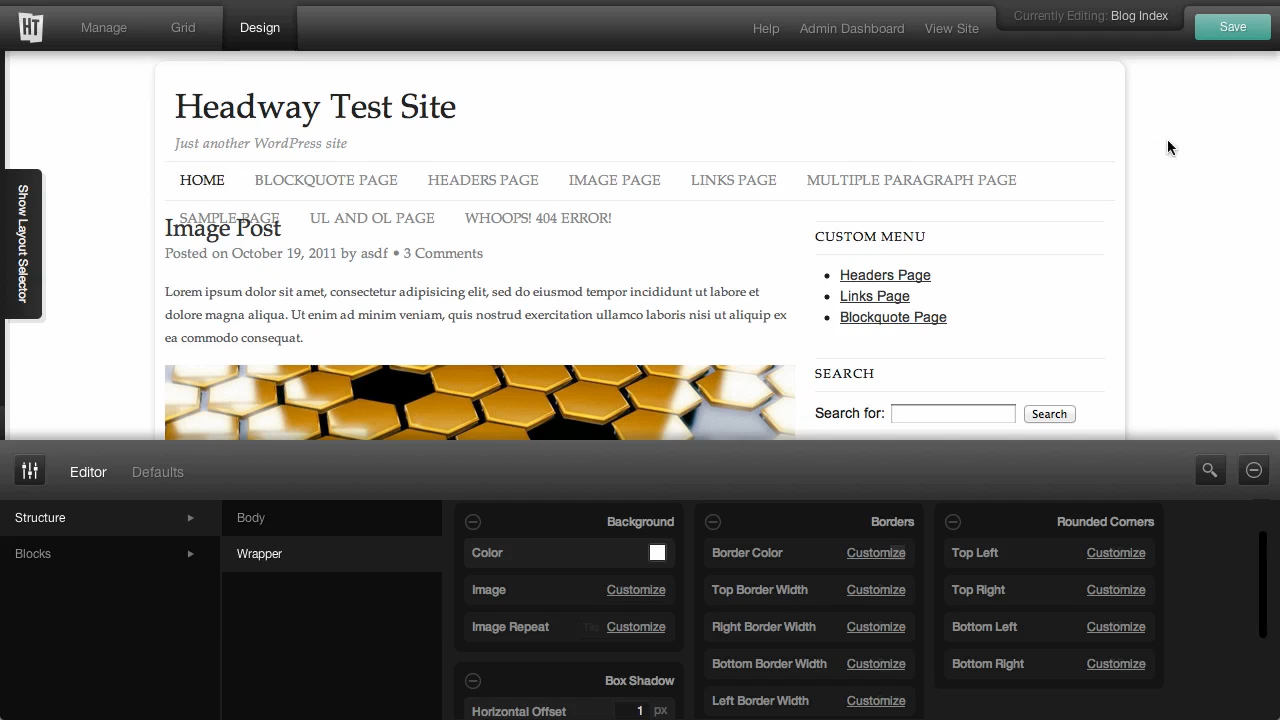 HT Manage Grid Design Help Admin Dashboard View Site Currently Editing: Blog Index Save
Show Layout Selector
Headway Test Site
Just another WordPress site
HOME BLOCKQUOTE PAGE HEADERS PAGE IMAGE PAGE LINKS PAGE MULTIPLE PARAGRAPH PAGE
SAMPLE PAGE UL AND OL PAGE WHOOPS! 404 ERROR!
Image Post
Posted on October 19, 2011 by asdf • 3 Comments
Lorem ipsum dolor sit amet, consectetur adipisicing elit, sed do eiusmod tempor incididunt ut labore et
dolore magna aliqua. Ut enim ad minim veniam, quis nostrud exercitation ullamco laboris nisi ut aliquip ex
ea commodo consequat.
CUSTOM MENU
• Headers Page
• Links Page
• Blockquote Page
SEARCH
Search for: Search
Editor Defaults
Structure
Blocks
Body
Wrapper
Background
Color
Image Customize
Image Repeat Tile Customize
Box Shadow
Horizontal Offset 1 px
Borders
Border Color Customize
Top Border Width Customize
Right Border Width Customize
Bottom Border Width Customize
Left Border Width Customize
Rounded Corners
Top Left Customize
Top Right Customize
Bottom Left Customize
Bottom Right Customize